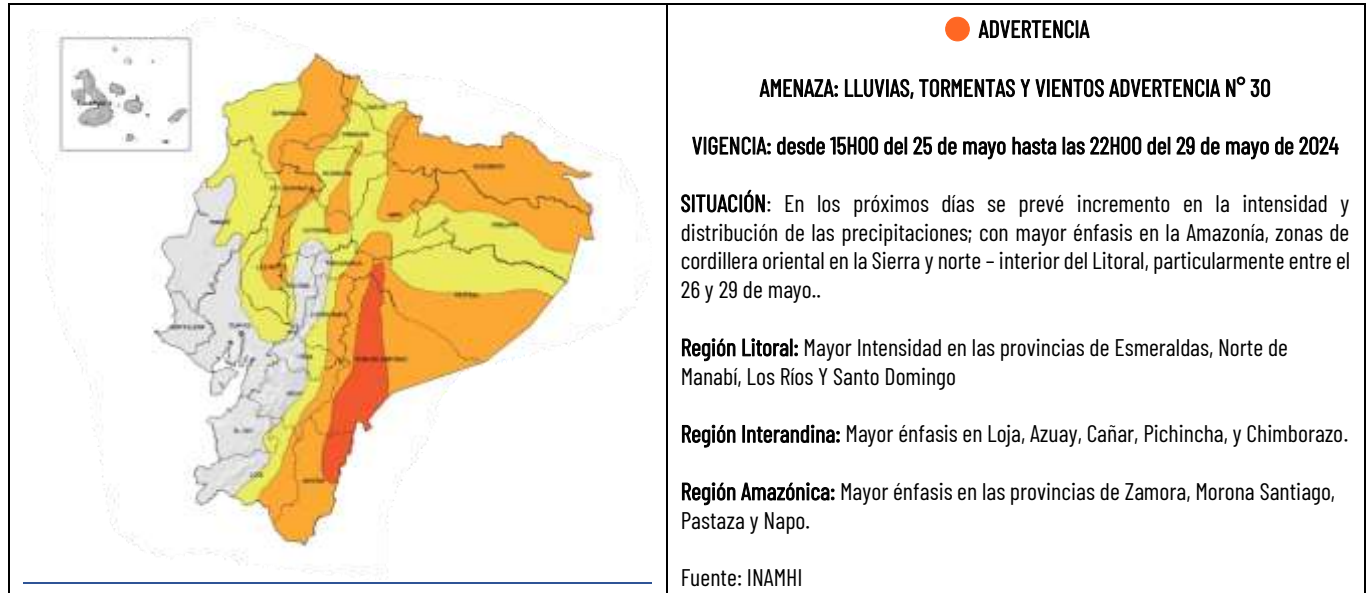 ADVERTENCIA
AMENAZA: LLUVIAS, TORMENTAS Y VIENTOS ADVERTENCIA N° 30
VIGENCIA: desde 15H00 del 25 de mayo hasta las 22H00 del 29 de mayo de 2024
SITUACIÓN: En los próximos días se prevé incremento en la intensidad y
distribución de las precipitaciones; con mayor énfasis en la Amazonía, zonas de
cordillera oriental en la Sierra y norte – interior del Litoral, particularmente entre el
26 y 29 de mayo..
Región Litoral: Mayor Intensidad en las provincias de Esmeraldas, Norte de
Manabí, Los Ríos Y Santo Domingo
Región Interandina: Mayor énfasis en Loja, Azuay, Cañar, Pichincha, y Chimborazo.
Región Amazónica: Mayor énfasis en las provincias de Zamora, Morona Santiago,
Pastaza y Napo.
Fuente: INAMHI